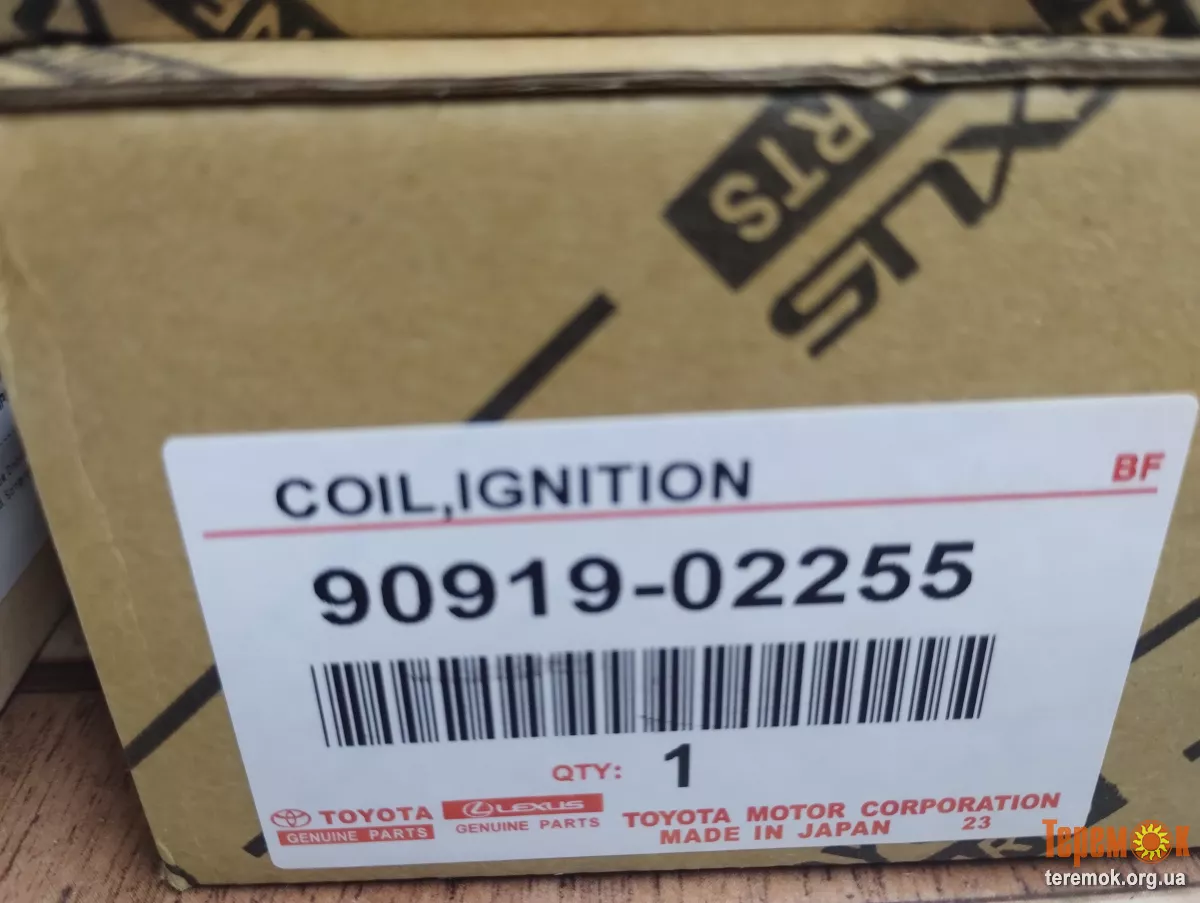 RTS
LEXUS
COIL,IGNITION
BF
90919-02255
QTY: 1
TOYOTA
GENUINE PARTS
LEXUS
GENUINE PARTS
TOYOTA MOTOR CORPORATION
MADE IN JAPAN
23
Теремок
teremok.org.ua